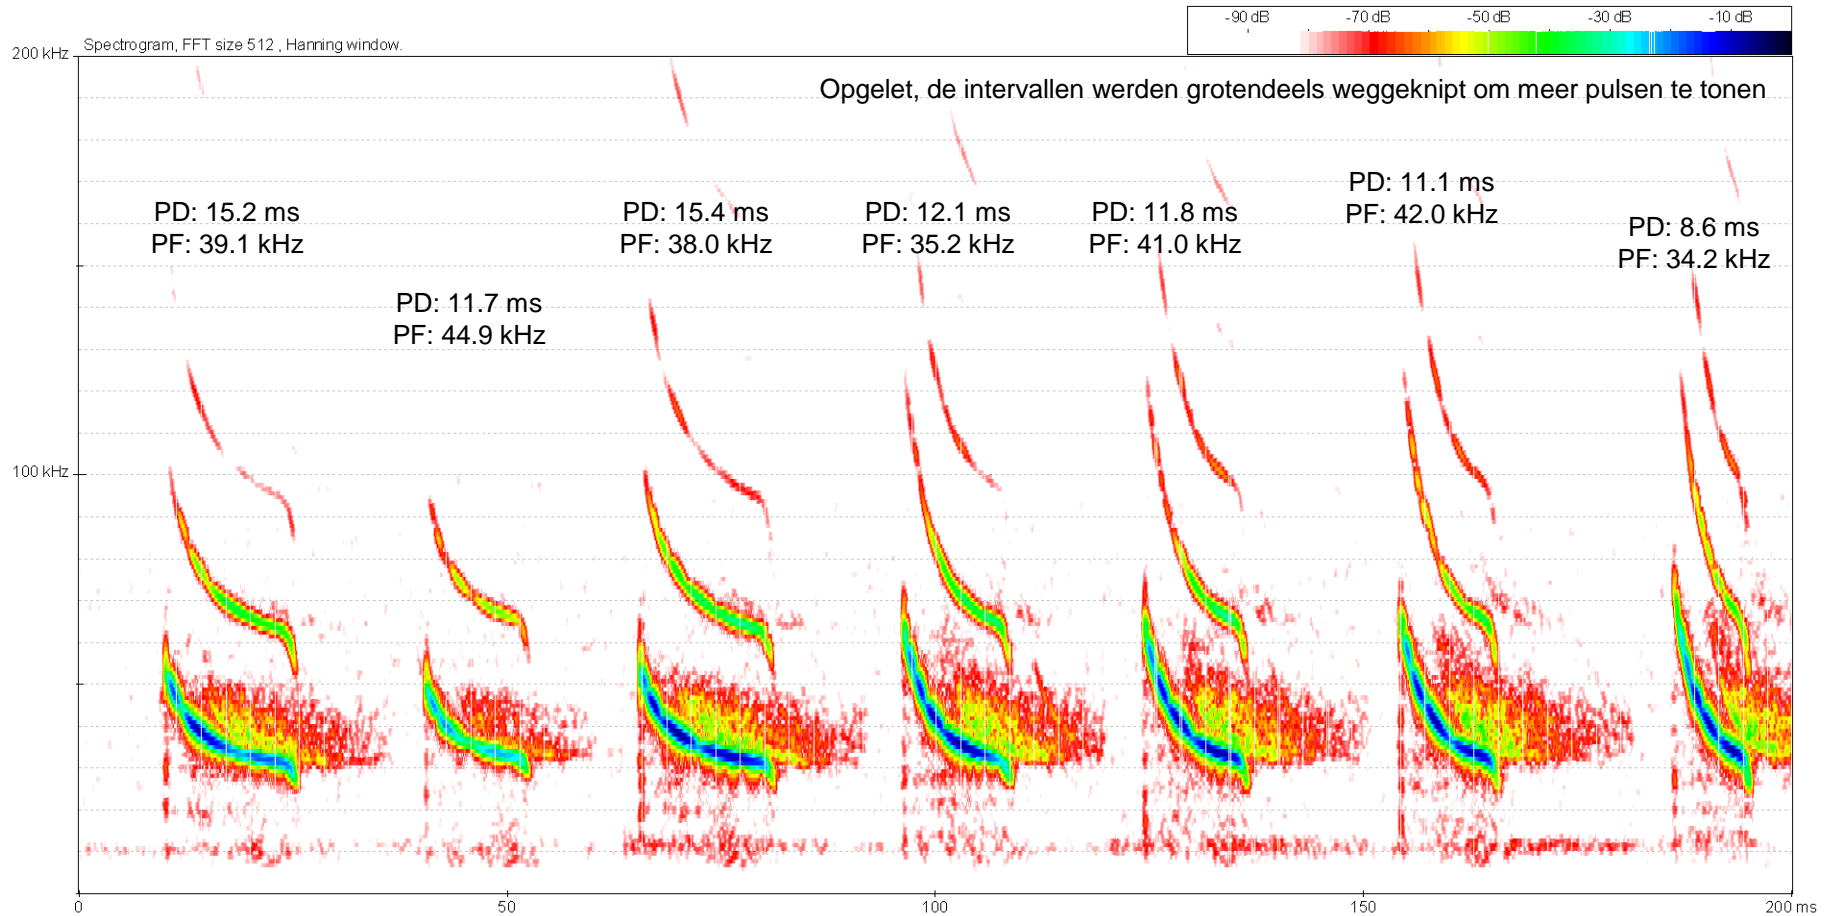 -90 dB -70 dB -50 dB -30 dB -10 dB
Spectrogram, FFT size 512 , Hanning window.
200 kHz
Opgelet, de intervallen werden grotendeels weggeknipt om meer pulsen te tonen
PD: 15.2 ms
PF: 39.1 kHz
PD: 11.7 ms
PF: 44.9 kHz
PD: 15.4 ms
PF: 38.0 kHz
PD: 12.1 ms
PF: 35.2 kHz
PD: 11.8 ms
PF: 41.0 kHz
PD: 11.1 ms
PF: 42.0 kHz
PD: 8.6 ms
PF: 34.2 kHz
100 kHz
0 50 100 150 200 ms